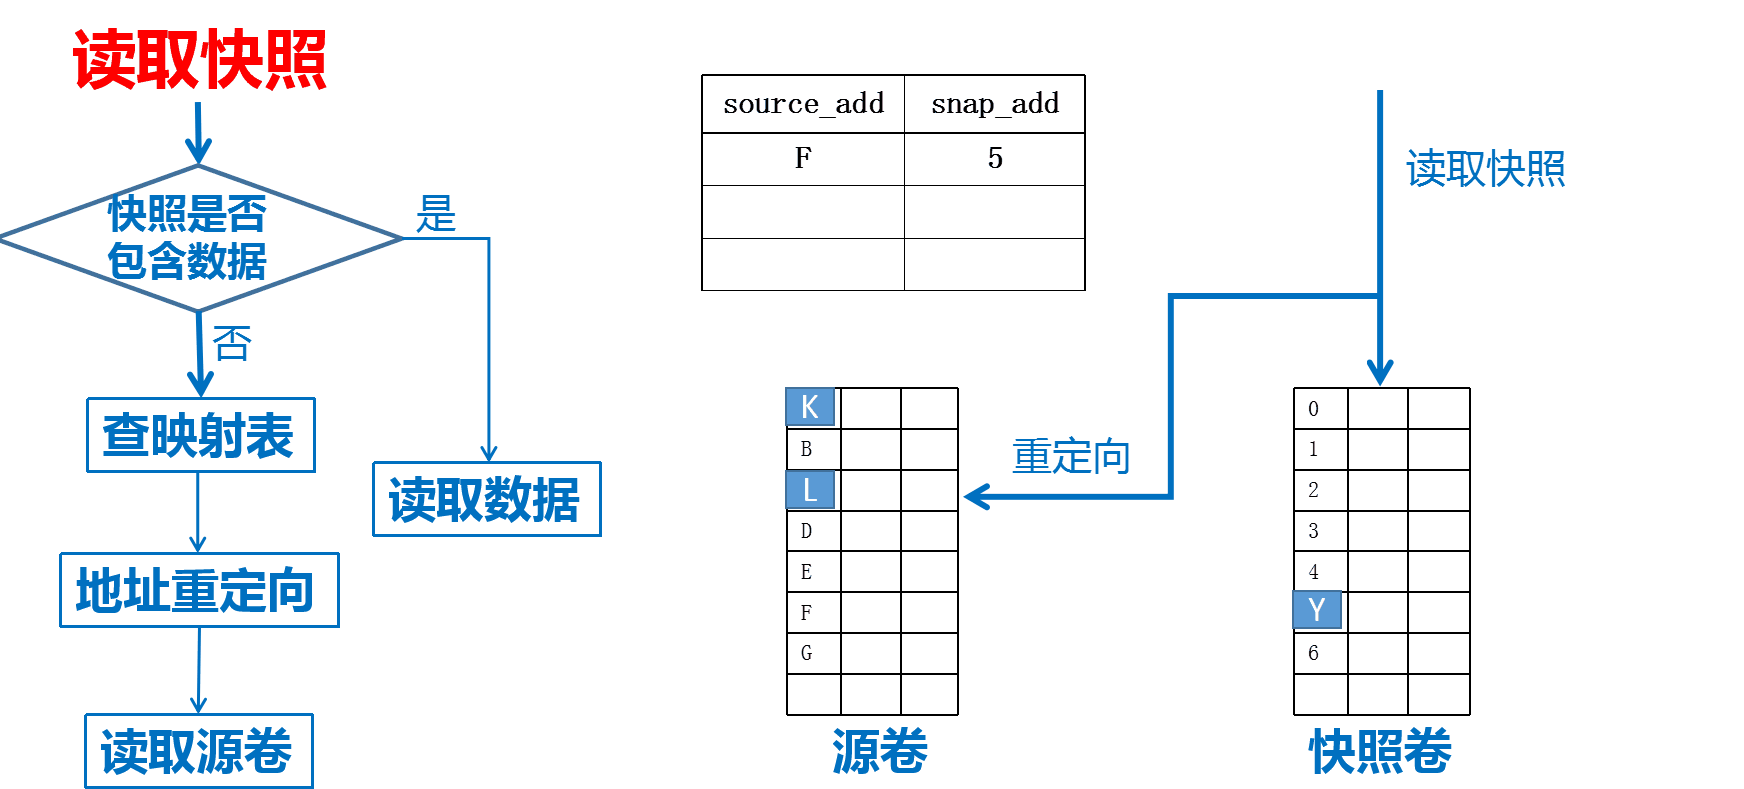 读取快照
快照是否
包含数据
是
否
查映射表
读取数据
地址重定向
读取源卷
source_add snap_add
F 5
读取快照
重定向
K
B
L
D
E
F
G
源卷
0
1
2
3
4
Y
6
快照卷